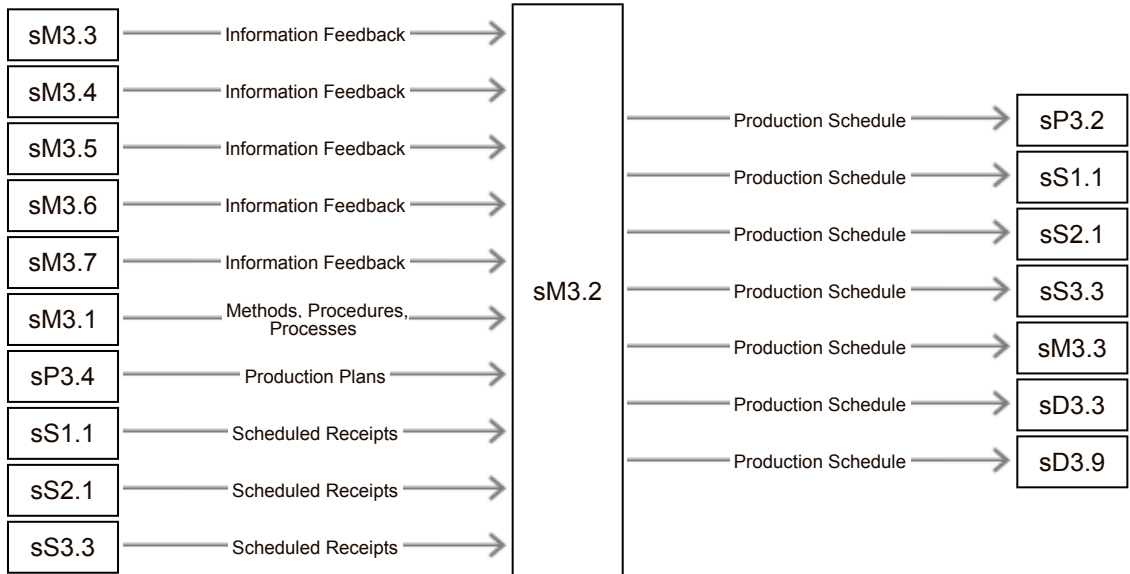 sM3.3
Information Feedback
sM3.4
Information Feedback
sM3.5
Information Feedback
sM3.6
Information Feedback
sM3.7
Information Feedback
sM3.1
Methods, Procedures,
Processes
sP3.4
Production Plans
sS1.1
Scheduled Receipts
sS2.1
Scheduled Receipts
sS3.3
Scheduled Receipts
sM3.2
Production Schedule
sP3.2
Production Schedule
sS1.1
Production Schedule
sS2.1
Production Schedule
sS3.3
Production Schedule
sM3.3
Production Schedule
sD3.3
Production Schedule
sD3.9